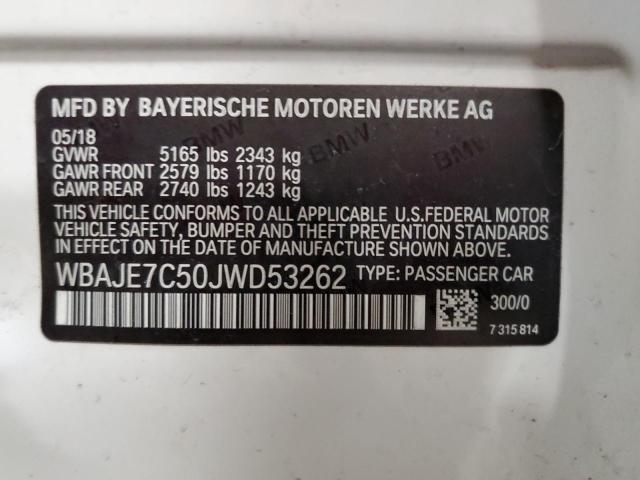 MFD BY BAYERISCHE MOTOREN WERKE AG
05/18
GVWR 5165 lbs 2343 kg
GAWR FRONT 2579 lbs 1170 kg
GAWR REAR 2740 lbs 1243 kg
THIS VEHICLE CONFORMS TO ALL APPLICABLE U.S.FEDERAL MOTOR
VEHICLE SAFETY, BUMPER AND THEFT PREVENTION STANDARDS
IN EFFECT ON THE DATE OF MANUFACTURE SHOWN ABOVE.
WBAJE7C50JWD53262 TYPE: PASSENGER CAR
300/0
7 315 814
BMW
BMW
BMW